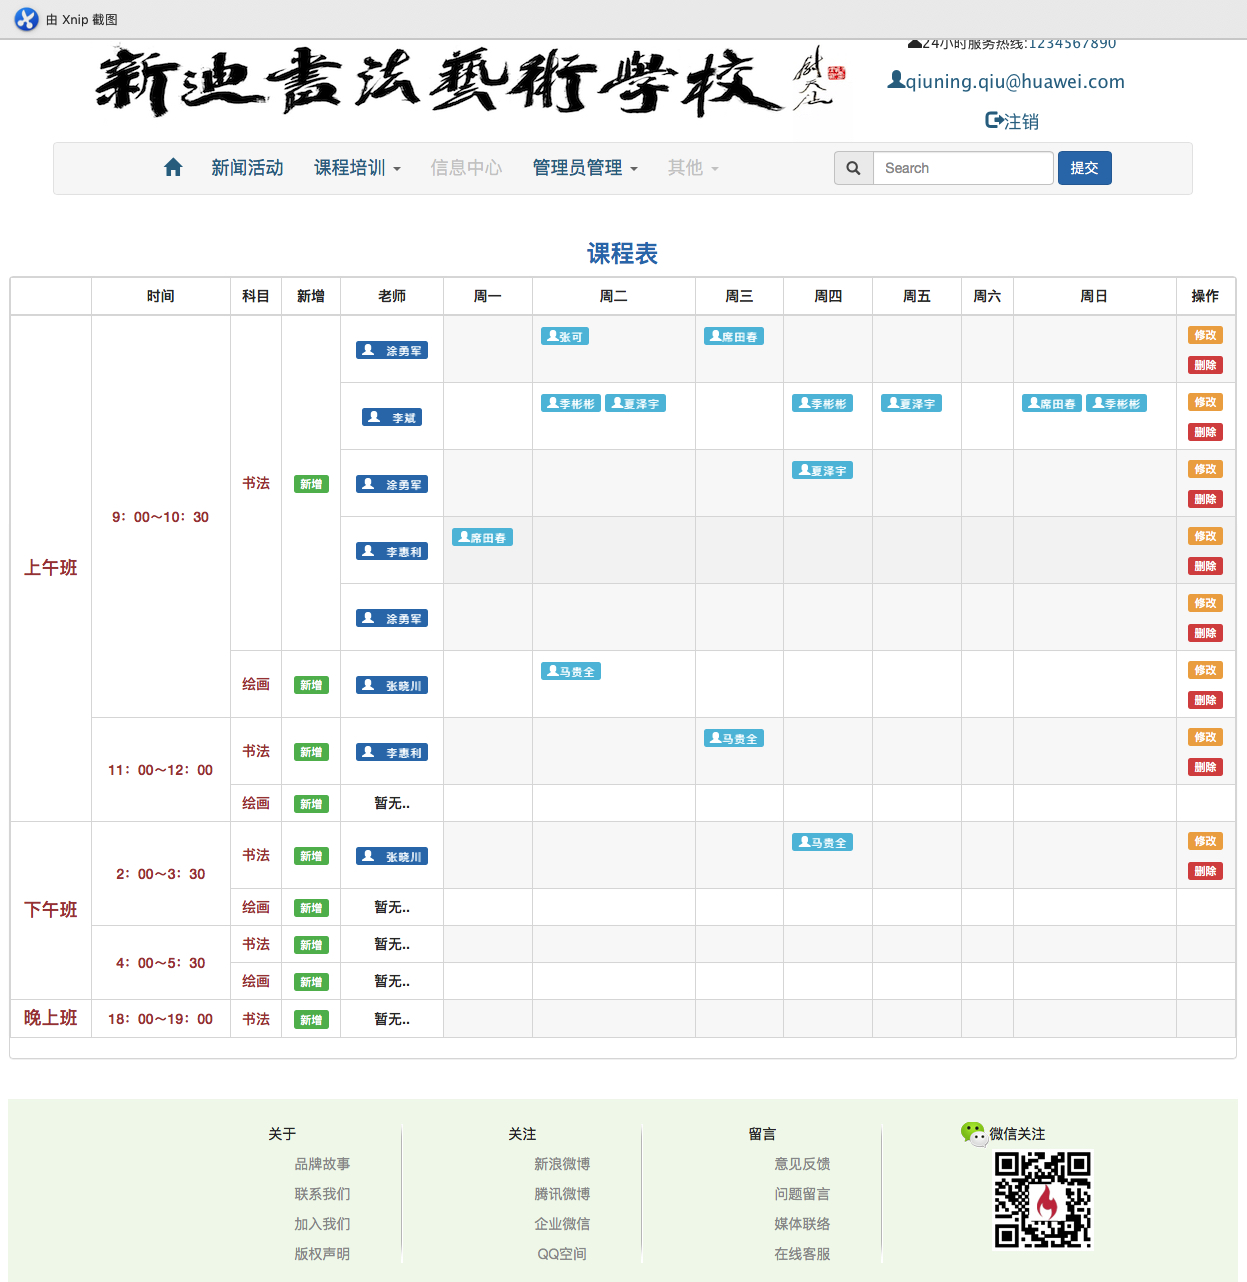 由 Xnip 截图
24小时服务热线:1234567890
新迪書法藝術學校
qiuning.qiu@huawei.com
注销
新闻活动 课程培训 信息中心 管理员管理 其他 Search 提交
课程表
时间 科目 新增 老师 周一 周二 周三 周四 周五 周六 周日 操作
上午班 9：00～10：30 书法 新增 涂勇军 张可 席田春 修改 删除
李斌 季彬彬 夏泽宇 季彬彬 夏泽宇 席田春 季彬彬 修改 删除
涂勇军 夏泽宇 修改 删除
李惠利 席田春 修改 删除
涂勇军 修改 删除
绘画 新增 张晓川 马贵全 修改 删除
11：00～12：00 书法 新增 李惠利 马贵全 修改 删除
绘画 新增 暂无..
下午班 2：00～3：30 书法 新增 张晓川 马贵全 修改 删除
绘画 新增 暂无..
4：00～5：30 书法 新增 暂无..
绘画 新增 暂无..
晚上班 18：00～19：00 书法 新增 暂无..
关于 关注 留言 微信关注
品牌故事 新浪微博 意见反馈
联系我们 腾讯微博 问题留言
加入我们 企业微信 媒体联络
版权声明 QQ空间 在线客服